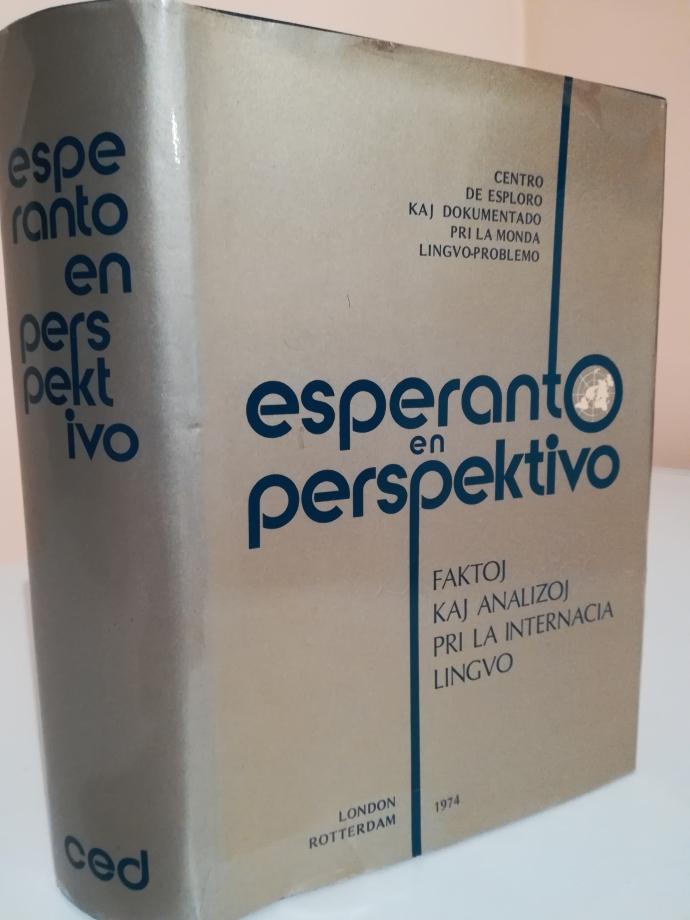 espe
ranto
en
pers
pekt
ivo
ced
CENTRO
DE ESPLORO
KAJ DOKUMENTADO
PRI LA MONDA
LINGVO-PROBLEMO
esperanto
en
perspektivo
FAKTOJ
KAJ ANALIZOJ
PRI LA INTERNACIA
LINGVO
LONDON
ROTTERDAM
1974